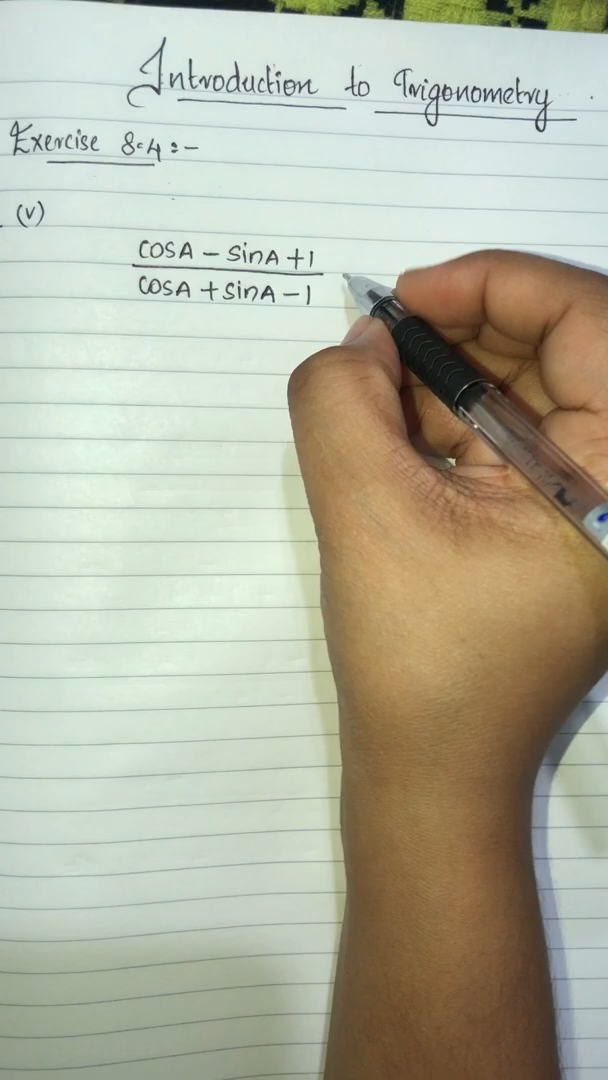 Introduction to Trigonometry.
Exercise 8.4 :-
(v)
cosA - sinA + 1
cosA + sinA - 1